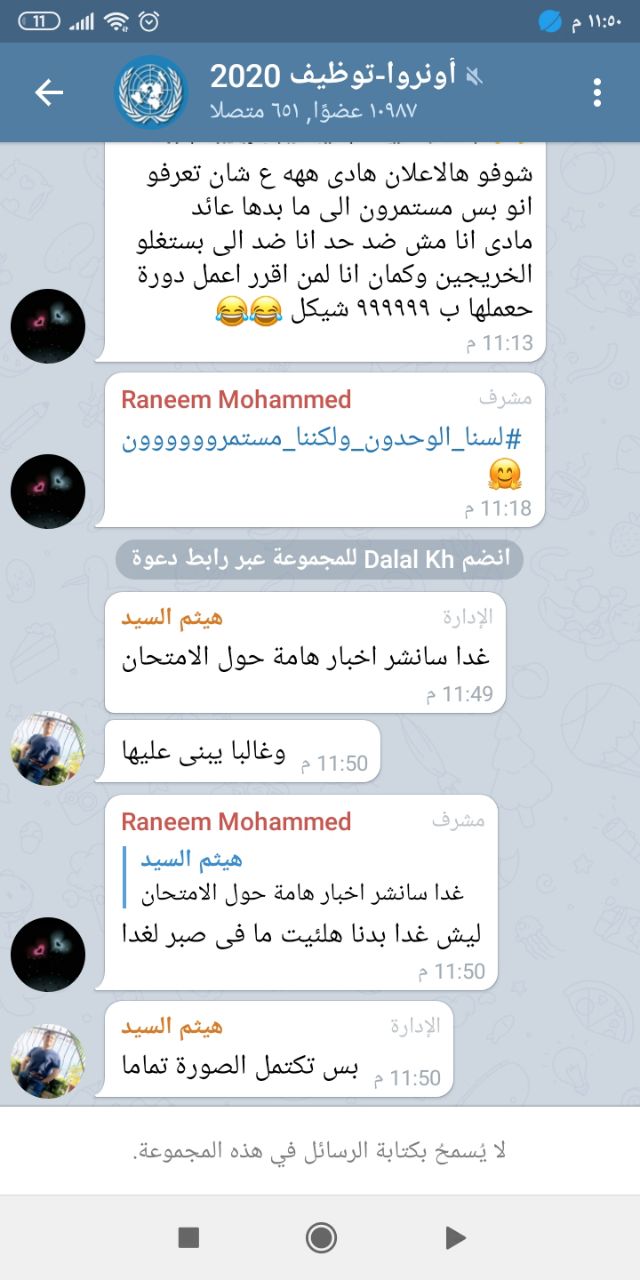 11
١١:٥٠ م
أونروا-توظيف 2020
١٠٩٨٧ عضوًا, ٦٥١ متصلا
شوفو هالاعلان هادى ههه ع شان تعرفو
انو بس مستمرون الى ما بدها عائد
مادى انا مش ضد حد انا ضد الى بستغلو
الخريجين وكمان انا لمن اقرر اعمل دورة
حعملها ب ٩٩٩٩٩٩ شيكل 😂😂
11:13 م
Raneem Mohammed مشرف
#لسنا_الوحدون_ولكننا_مستمرووووووون
🤗
11:18 م
انضم Dalal Kh للمجموعة عبر رابط دعوة
هيثم السيد الإدارة
غدا سانشر اخبار هامة حول الامتحان
11:49 م
وغالبا يبنى عليها
11:50 م
Raneem Mohammed مشرف
هيثم السيد
غدا سانشر اخبار هامة حول الامتحان
ليش غدا بدنا هلئيت ما فى صبر لغدا
11:50 م
هيثم السيد الإدارة
بس تكتمل الصورة تماما
11:50 م
لا يُسمحُ بكتابة الرسائل في هذه المجموعة.